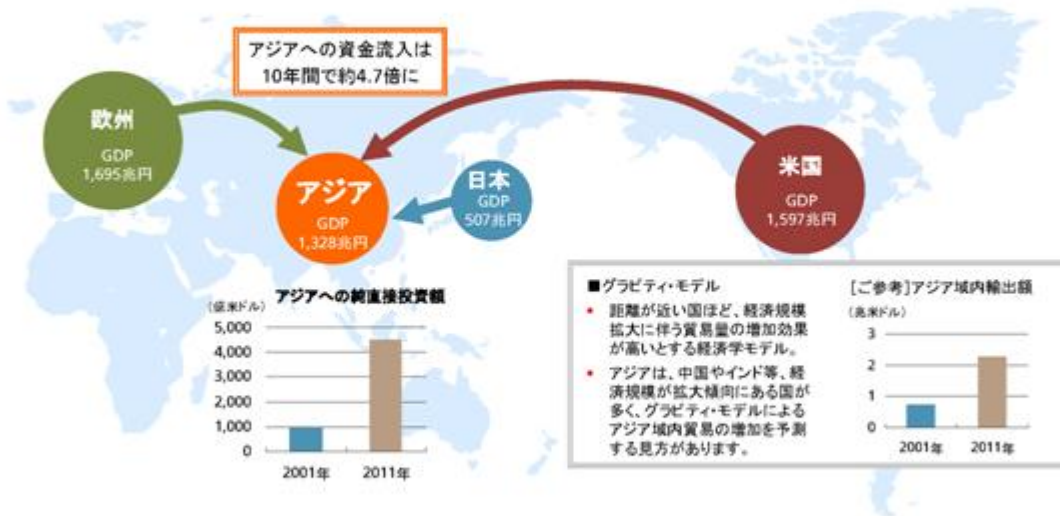 アジアへの資金流入は
10年間で約4.7倍に
欧州
GDP
1,695兆円
アジア
GDP
1,328兆円
日本
GDP
507兆円
米国
GDP
1,597兆円
アジアへの純直接投資額
(億米ドル)
5,000
4,000
3,000
2,000
1,000
0
2001年 2011年
■グラビティ・モデル
• 距離が近い国ほど、経済規模
拡大に伴う貿易量の増加効果
が高いとする経済学モデル。
• アジアは、中国やインド等、経
済規模が拡大傾向にある国が
多く、グラビティ・モデルによる
アジア域内貿易の増加を予測
する見方があります。
[ご参考]アジア域内輸出額
(兆米ドル)
3
2
1
0
2001年 2011年